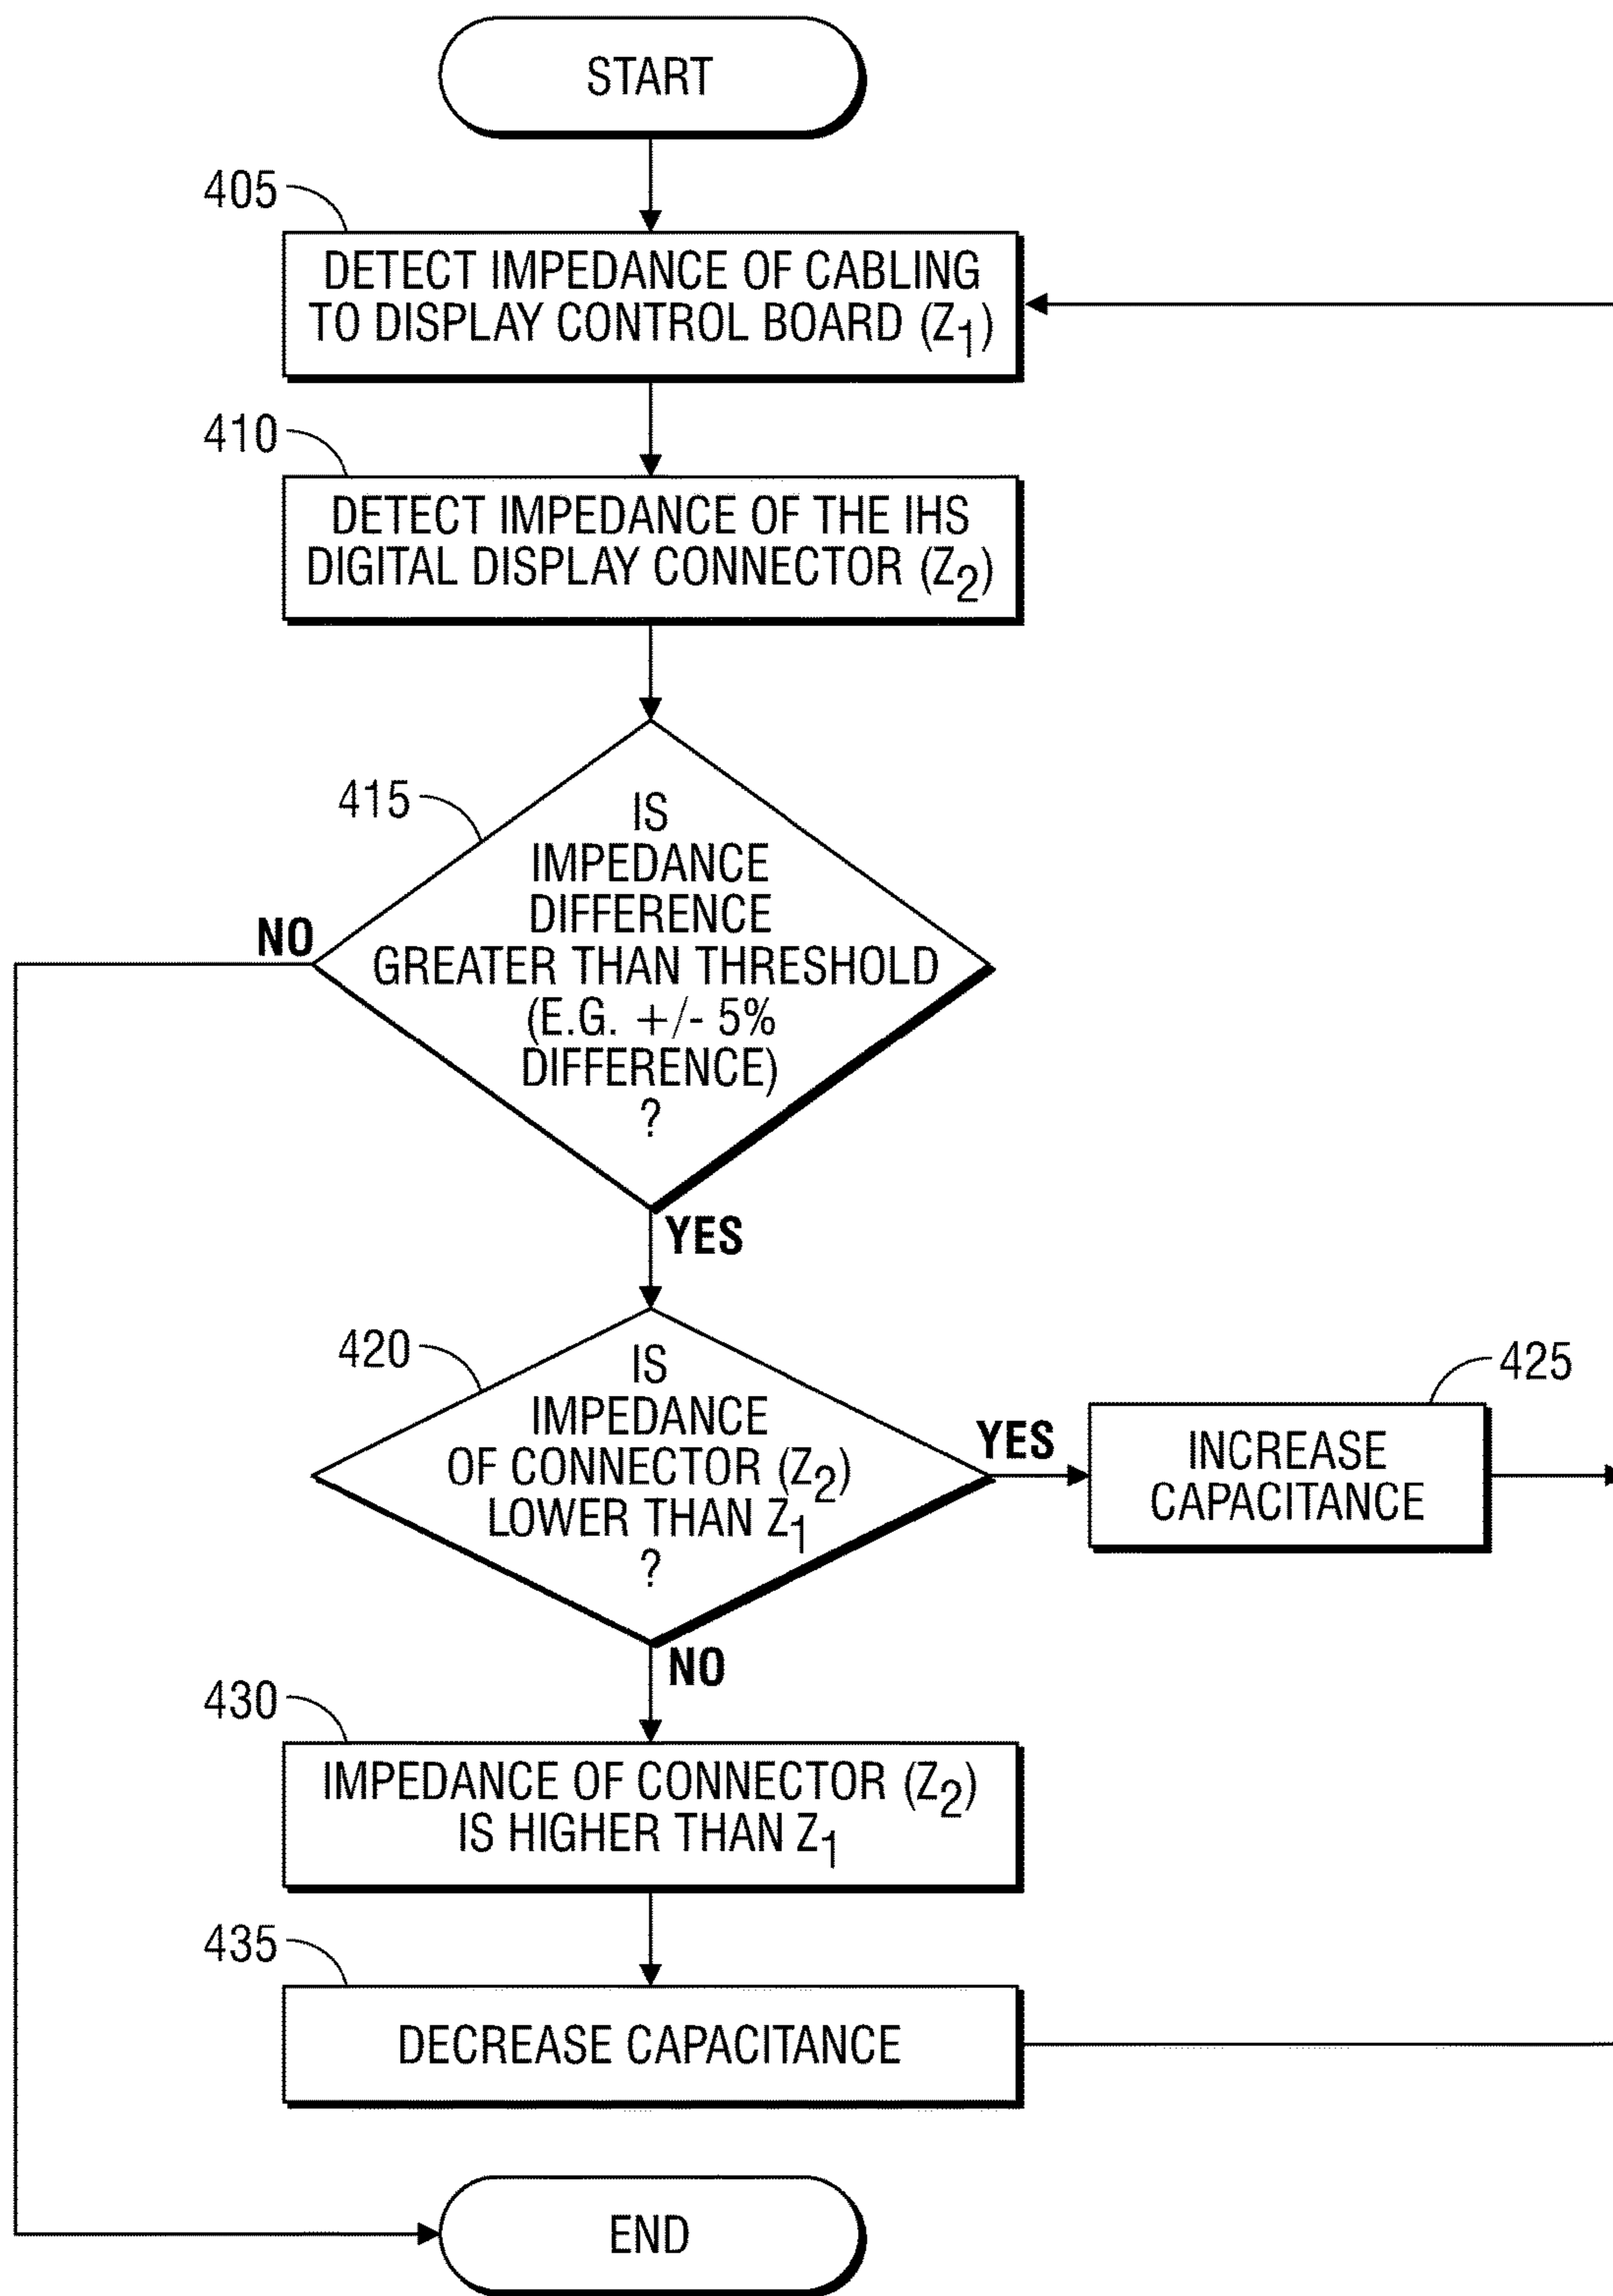 START
405
DETECT IMPEDANCE OF CABLING
TO DISPLAY CONTROL BOARD (Z1)
410
DETECT IMPEDANCE OF THE IHS
DIGITAL DISPLAY CONNECTOR (Z2)
415
IS
IMPEDANCE
DIFFERENCE
GREATER THAN THRESHOLD
(E.G. +/- 5%
DIFFERENCE)
?
NO
YES
420
IS
IMPEDANCE
OF CONNECTOR (Z2)
LOWER THAN Z1
?
YES
425
INCREASE
CAPACITANCE
NO
430
IMPEDANCE OF CONNECTOR (Z2)
IS HIGHER THAN Z1
435
DECREASE CAPACITANCE
END